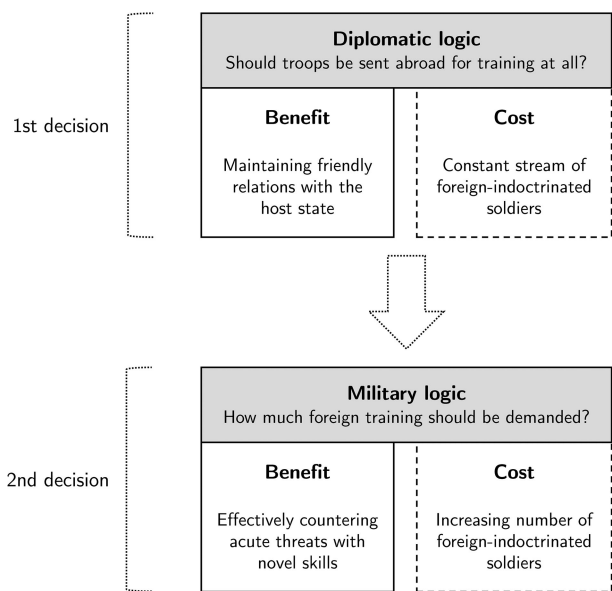 Diplomatic logic
Should troops be sent abroad for training at all?
1st decision
Benefit
Maintaining friendly
relations with the
host state
Cost
Constant stream of
foreign-indoctrinated
soldiers
Military logic
How much foreign training should be demanded?
2nd decision
Benefit
Effectively countering
acute threats with
novel skills
Cost
Increasing number of
foreign-indoctrinated
soldiers